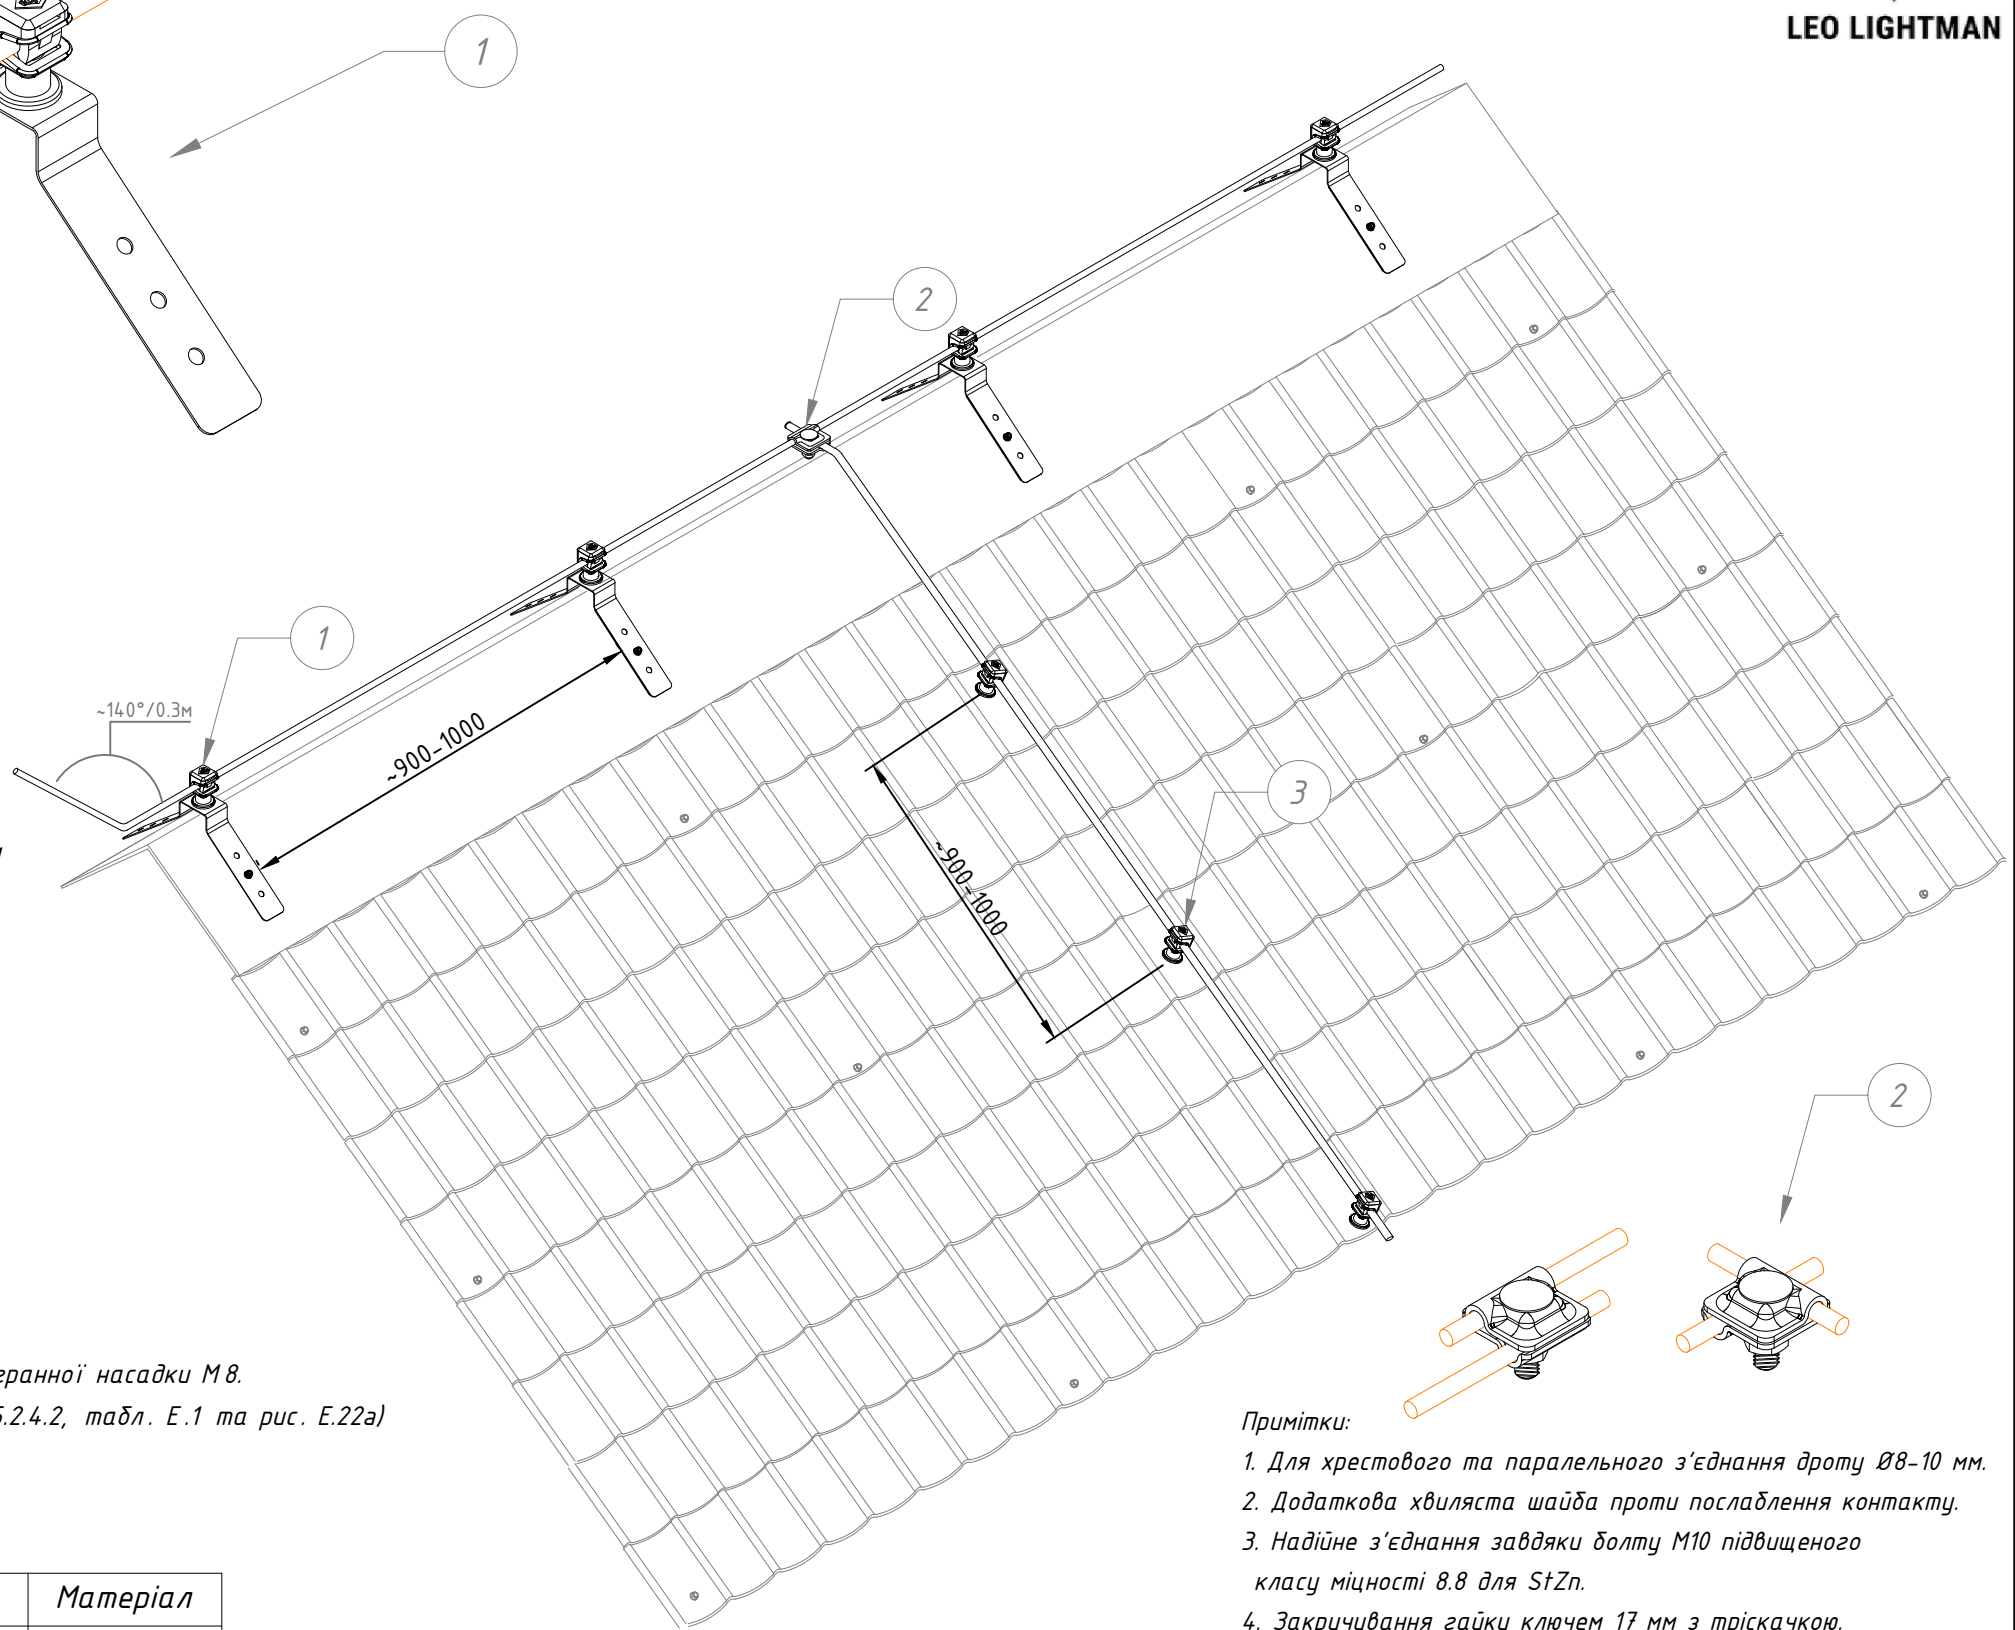 LEO LIGHTMAN
1
2
1
~140°/0.3м
~900-1000
3
~900-1000
2
гранної насадки М8.
5.2.4.2, табл. Е.1 та рис. Е.22а)
Матеріал
Примітки:
1. Для хрестового та паралельного з'єднання дроту Ø8-10 мм.
2. Додаткова хвиляста шайба проти послаблення контакту.
3. Надійне з'єднання завдяки болту М10 підвищеного
класу міцності 8.8 для StZn.
4. Закручивання гайки ключем 17 мм з тріскачкою.